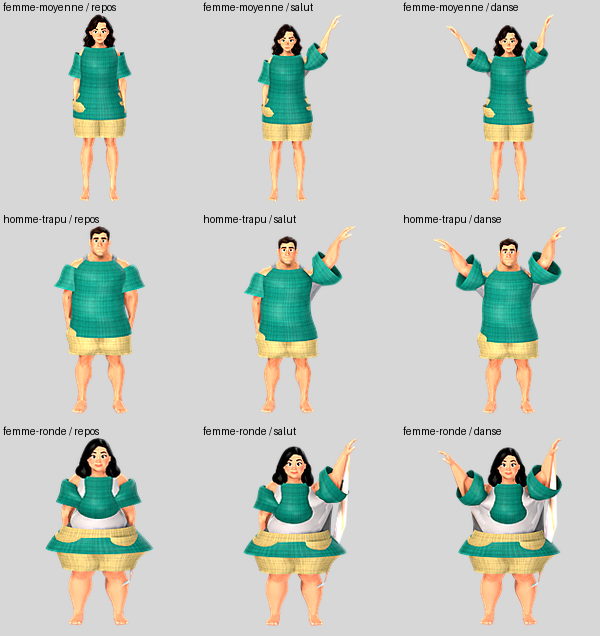 femme-moyenne / repos
femme-moyenne / salut
femme-moyenne / danse
homme-trapu / repos
homme-trapu / salut
homme-trapu / danse
femme-ronde / repos
femme-ronde / salut
femme-ronde / danse